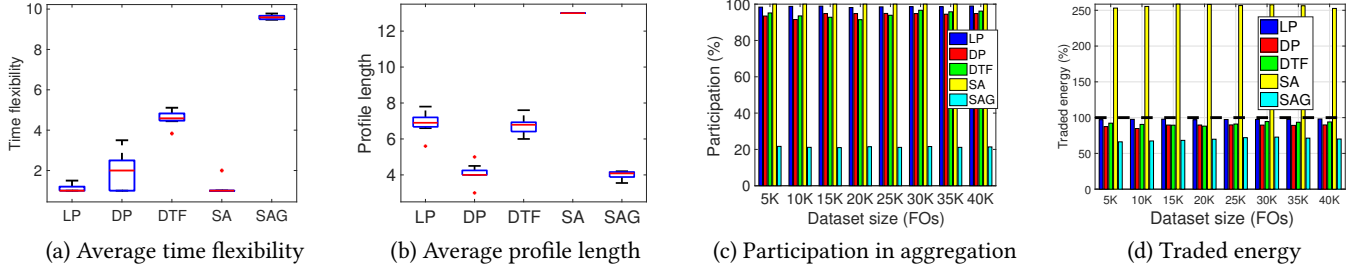 10
8
6
4
2
Time flexibility
LP DP DTF SA SAG
(a) Average time flexibility
12
10
8
6
4
Profile length
LP DP DTF SA SAG
(b) Average profile length
100
80
60
40
20
0
Participation (%)
LP
DP
DTF
SA
SAG
5K 10K 15K 20K 25K 30K 35K 40K
Dataset size (FOs)
(c) Participation in aggregation
250
200
150
100
50
0
Traded energy (%)
LP
DP
DTF
SA
SAG
5K 10K 15K 20K 25K 30K 35K 40K
Dataset size (FOs)
(d) Traded energy